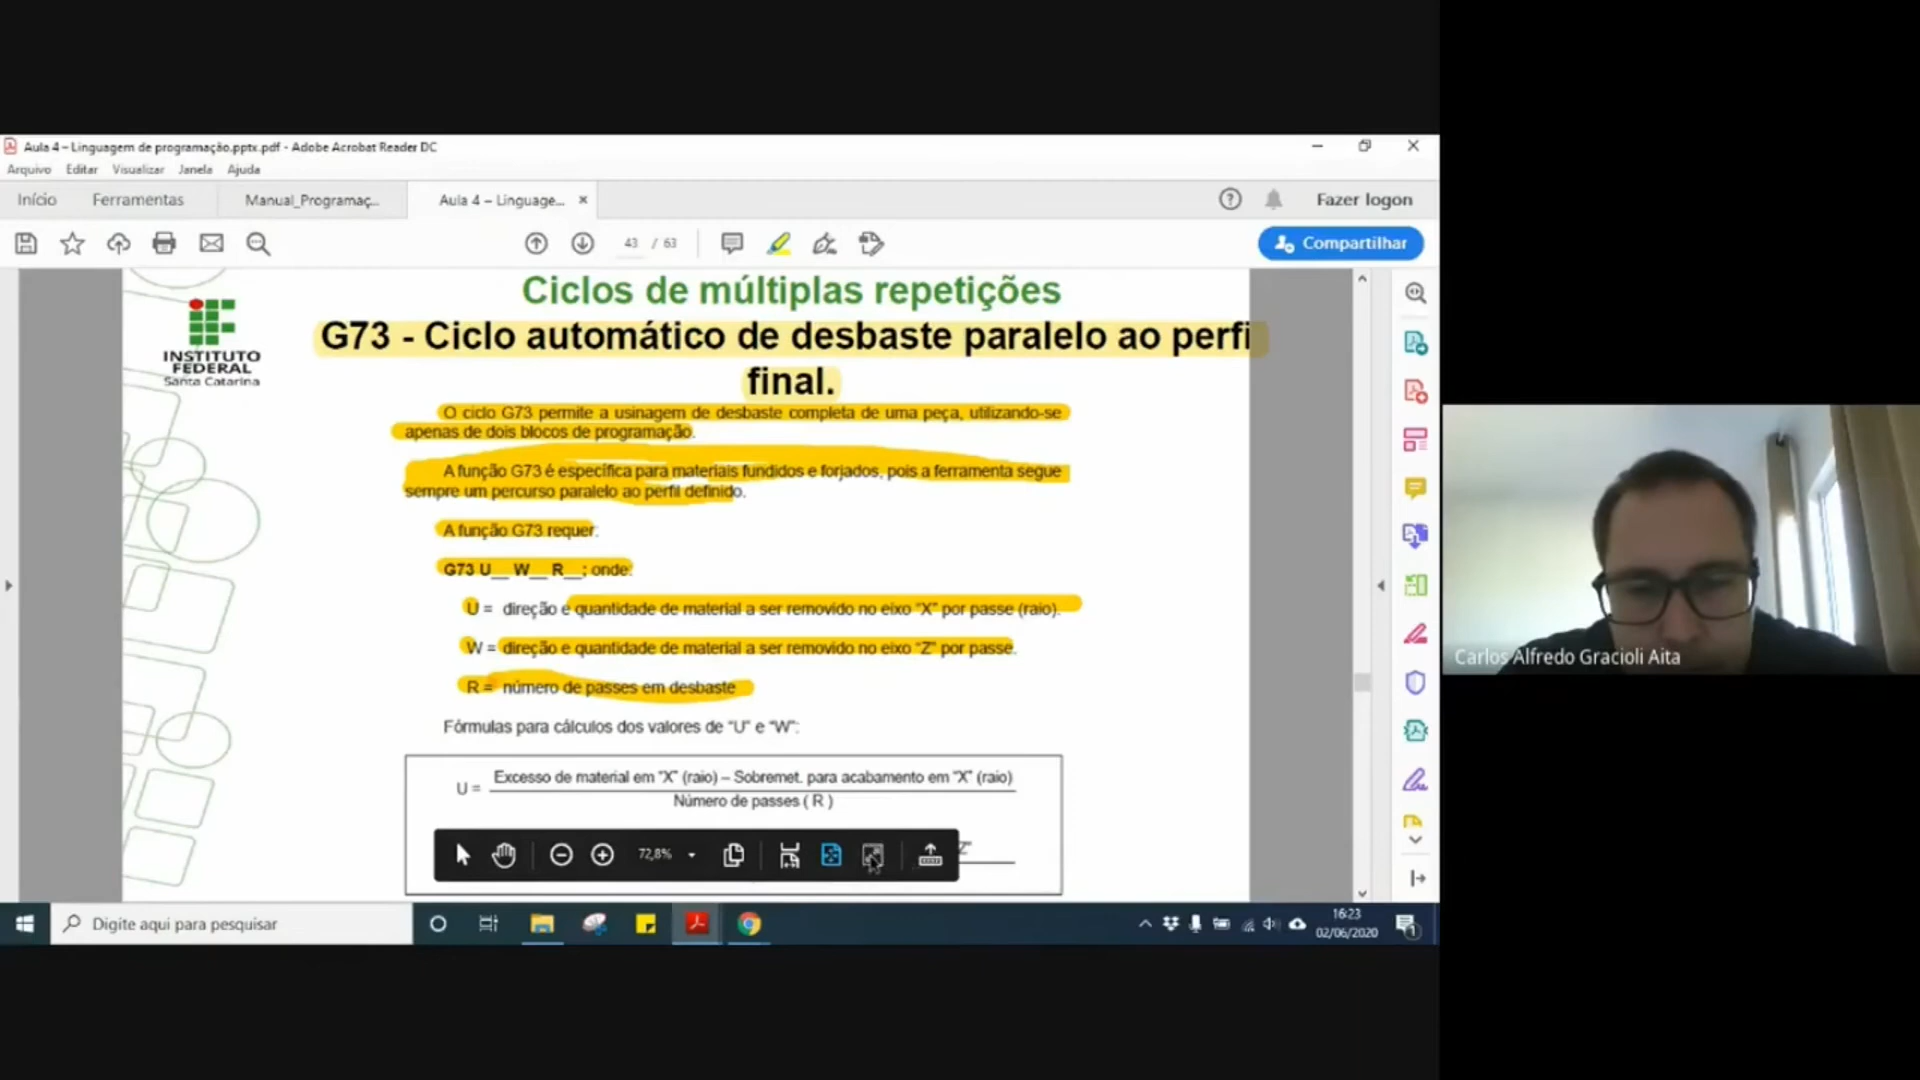 Aula 4 – Linguagem de programação.pptx.pdf - Adobe Acrobat Reader DC
Arquivo Editar Visualizar Janela Ajuda
Início Ferramentas Manual_Programaç... Aula 4 – Linguage... × Fazer logon
43 / 63 Compartilhar
Ciclos de múltiplas repetições
G73 - Ciclo automático de desbaste paralelo ao perfi
final.
INSTITUTO
FEDERAL
Santa Catarina
O ciclo G73 permite a usinagem de desbaste completa de uma peça, utilizando-se
apenas de dois blocos de programação.
A função G73 é específica para materiais fundidos e forjados, pois a ferramenta segue
sempre um percurso paralelo ao perfil definido.
A função G73 requer:
G73 U__ W__ R__; onde:
U = direção e quantidade de material a ser removido no eixo "X" por passe (raio).
W = direção e quantidade de material a ser removido no eixo "Z" por passe.
R = número de passes em desbaste
Fórmulas para cálculos dos valores de "U" e "W":
U = Excesso de material em "X" (raio) – Sobremet. para acabamento em "X" (raio)
Número de passes ( R )
72,8%
Z"
Carlos Alfredo Gracioli Aita
Digite aqui para pesquisar
16:23
02/06/2020
1